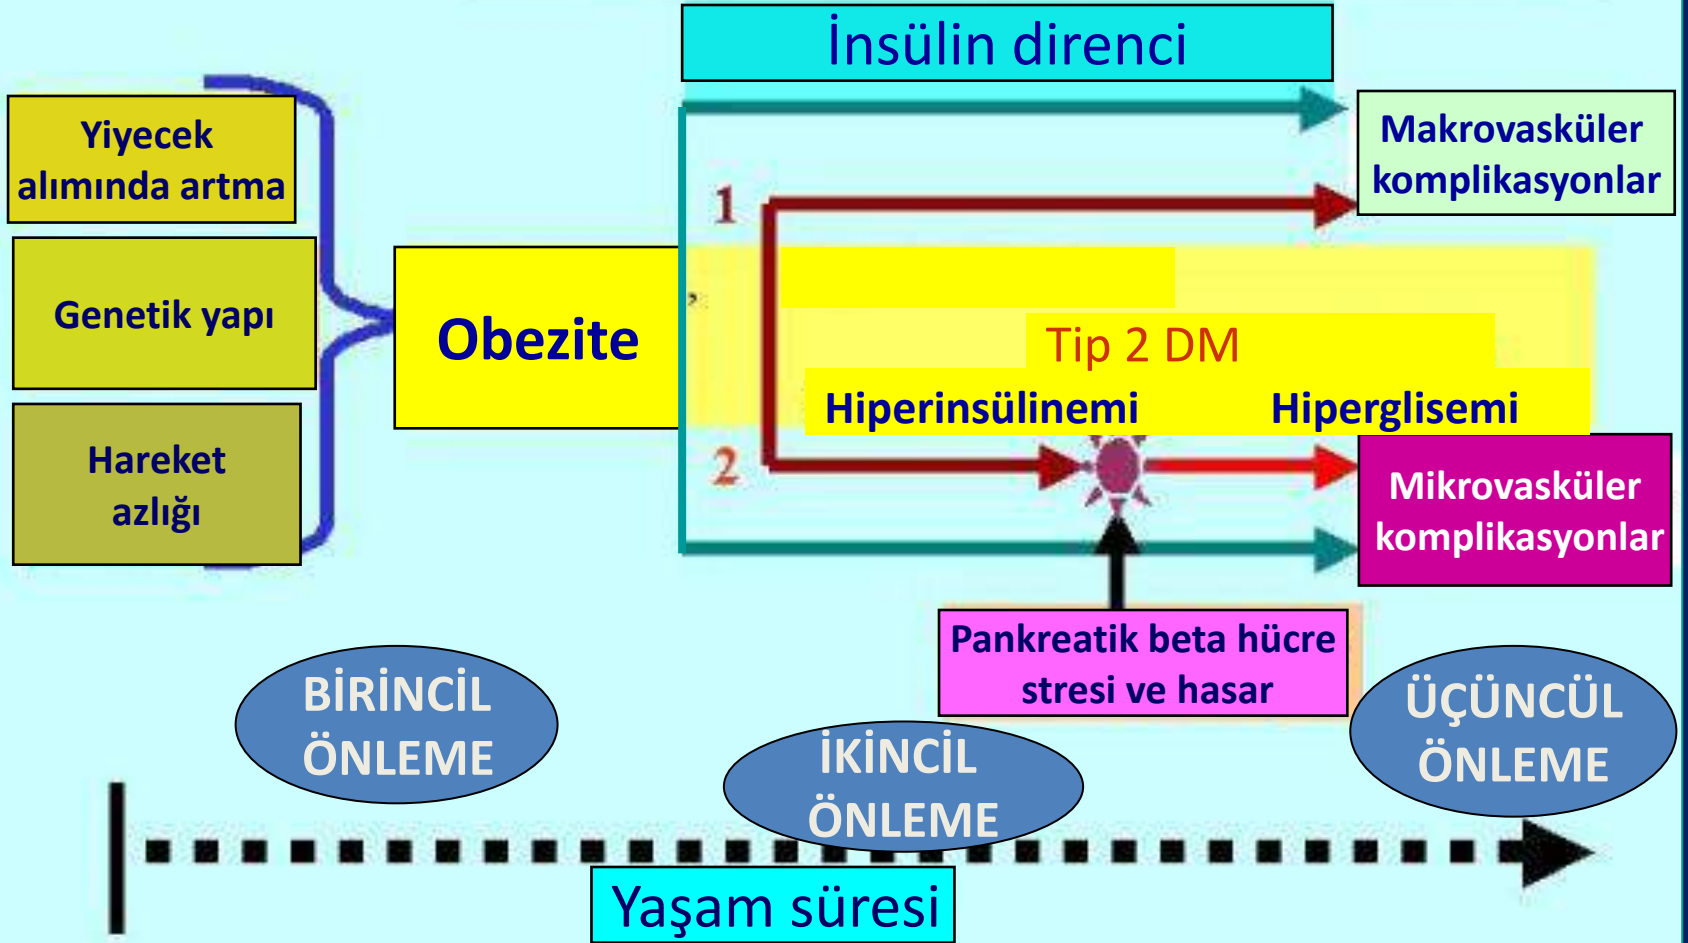 İnsülin direnci
Yiyecek
alımında artma
Makrovasküler
komplikasyonlar
1
Genetik yapı
Obezite
,
Tip 2 DM
Hiperinsülinemi
Hiperglisemi
Hareket
azlığı
2
Mikrovasküler
komplikasyonlar
Pankreatik beta hücre
stresi ve hasar
BİRİNCİL
ÖNLEME
İKİNCİL
ÖNLEME
ÜÇÜNCÜL
ÖNLEME
Yaşam süresi